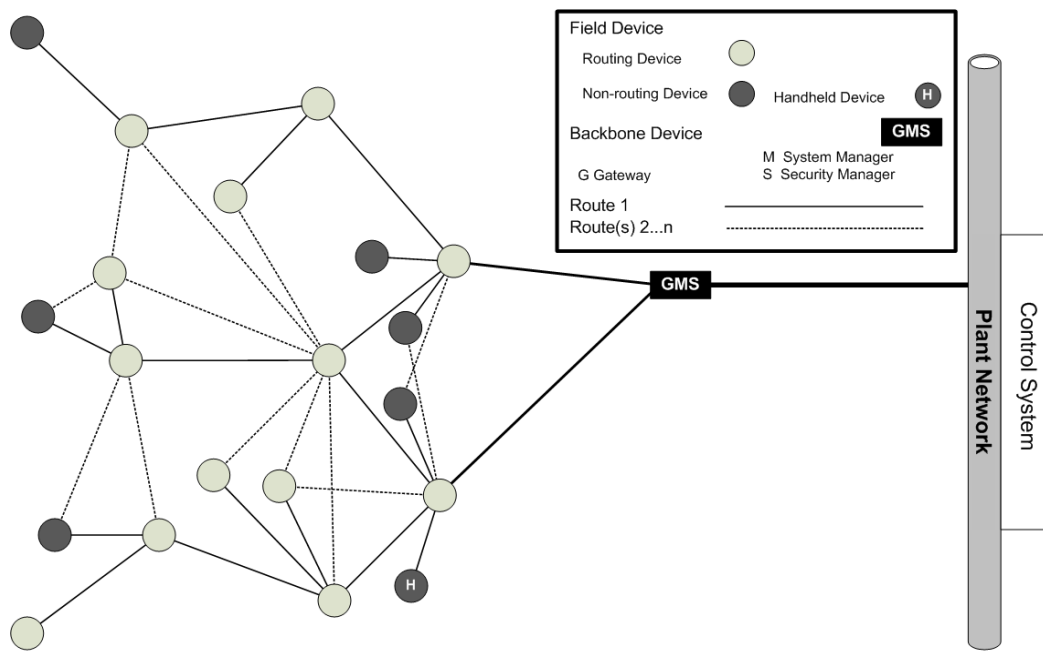 Field Device
Routing Device
Non-routing Device
Handheld Device
H
Backbone Device
GMS
M System Manager
G Gateway
S Security Manager
Route 1
Route(s) 2...n
GMS
Plant Network
Control System
H